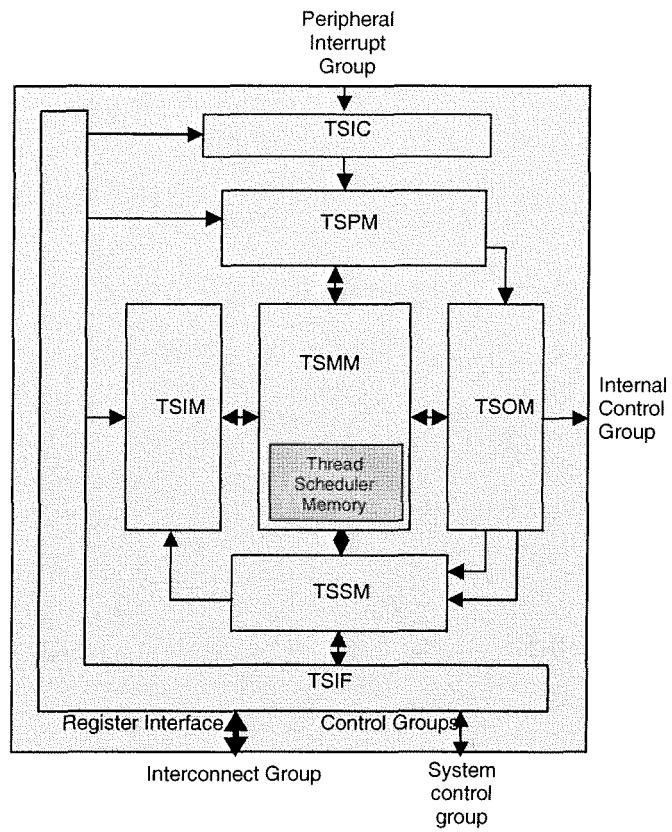 Peripheral
Interrupt
Group
TSIC
TSPM
TSIM
TSMM
TSOM
Internal
Control
Group
Thread
Scheduler
Memory
TSSM
TSIF
Register Interface
Control Groups
Interconnect Group
System
control
group